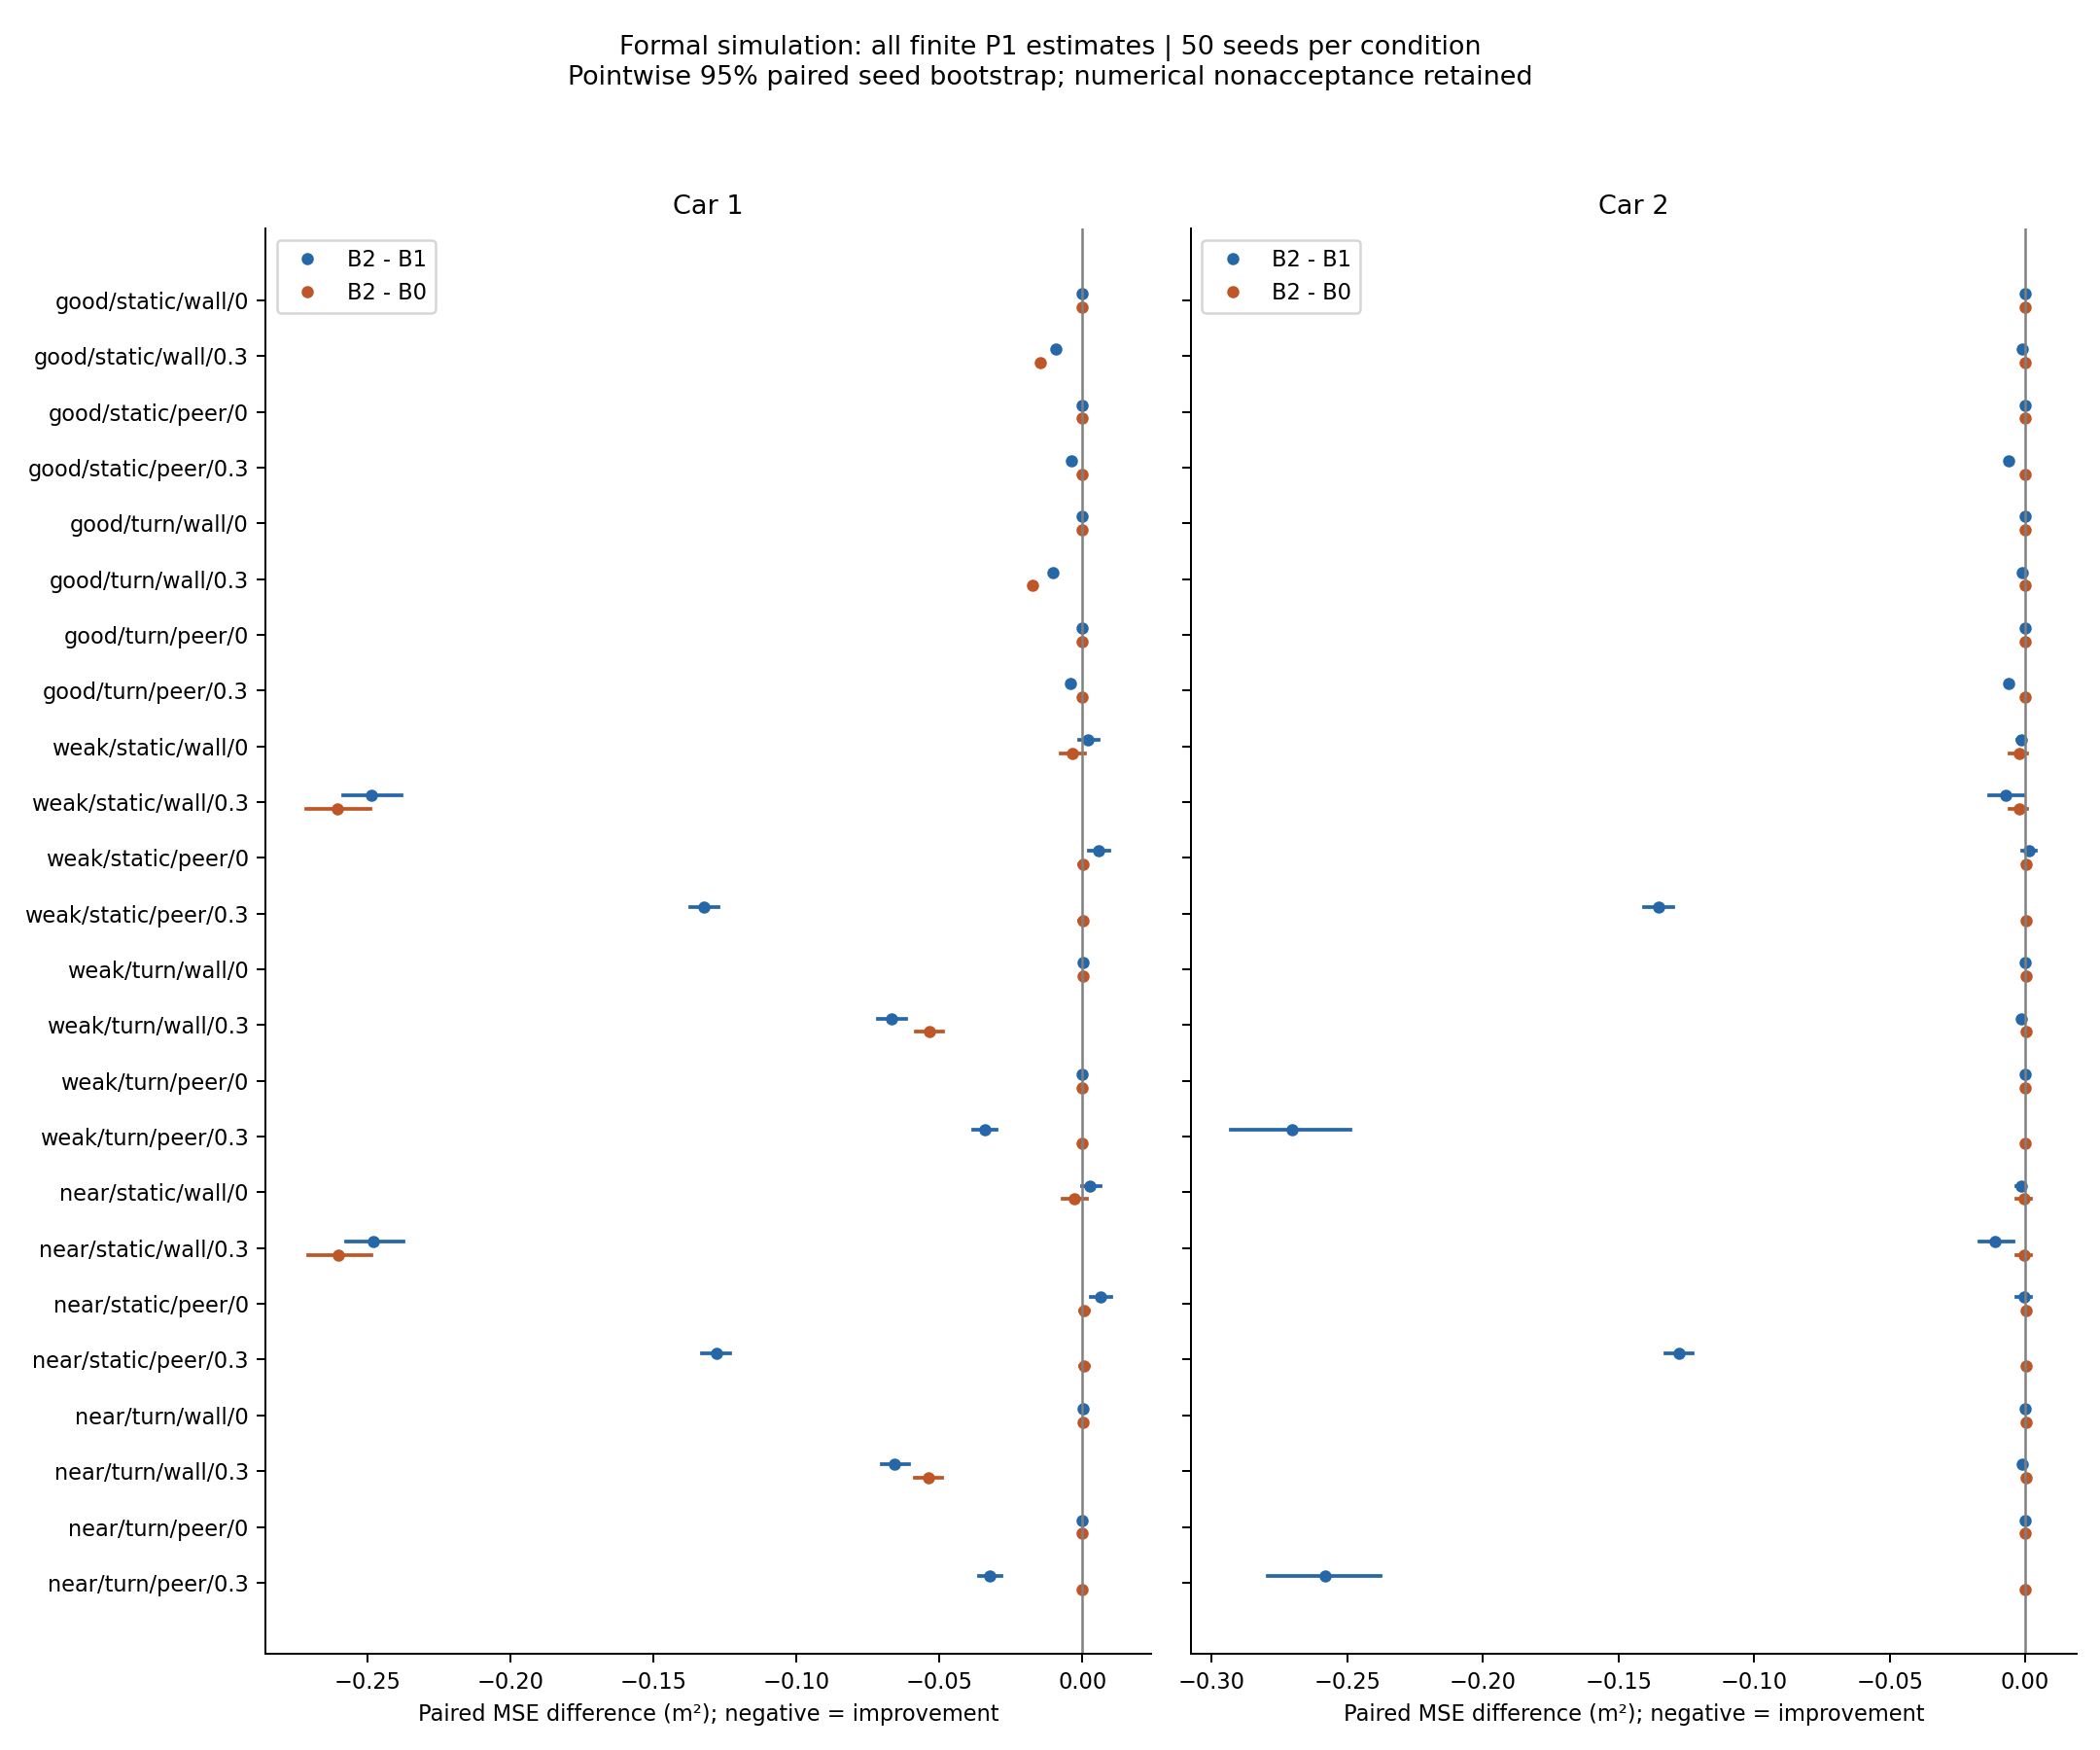 Formal simulation: all finite P1 estimates | 50 seeds per condition
Pointwise 95% paired seed bootstrap; numerical nonacceptance retained
Car 1
B2 - B1
B2 - B0
good/static/wall/0
good/static/wall/0.3
good/static/peer/0
good/static/peer/0.3
good/turn/wall/0
good/turn/wall/0.3
good/turn/peer/0
good/turn/peer/0.3
weak/static/wall/0
weak/static/wall/0.3
weak/static/peer/0
weak/static/peer/0.3
weak/turn/wall/0
weak/turn/wall/0.3
weak/turn/peer/0
weak/turn/peer/0.3
near/static/wall/0
near/static/wall/0.3
near/static/peer/0
near/static/peer/0.3
near/turn/wall/0
near/turn/wall/0.3
near/turn/peer/0
near/turn/peer/0.3
−0.25 −0.20 −0.15 −0.10 −0.05 0.00
Paired MSE difference (m²); negative = improvement
Car 2
B2 - B1
B2 - B0
−0.30 −0.25 −0.20 −0.15 −0.10 −0.05 0.00
Paired MSE difference (m²); negative = improvement